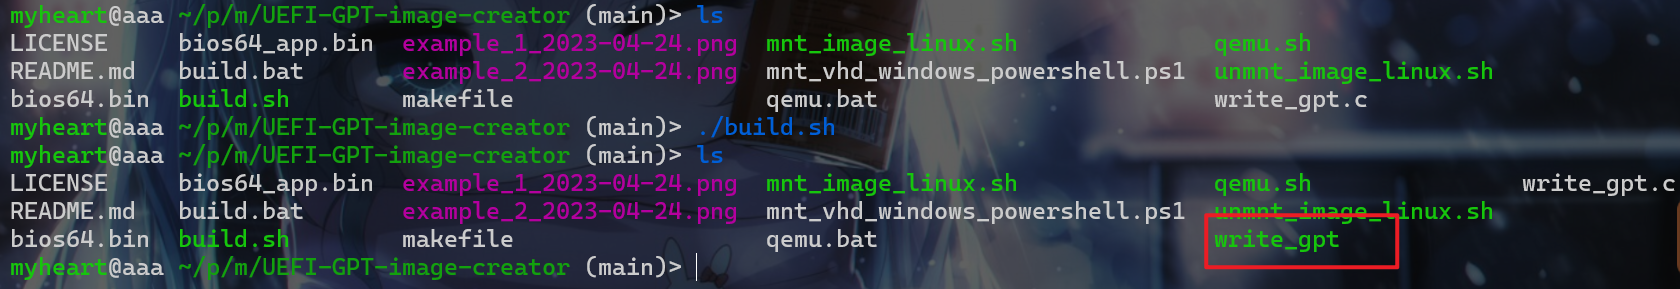 myheart@aaa ~/p/m/UEFI-GPT-image-creator (main)> ls
LICENSE bios64_app.bin example_1_2023-04-24.png mnt_image_linux.sh qemu.sh
README.md build.bat example_2_2023-04-24.png mnt_vhd_windows_powershell.ps1 unmnt_image_linux.sh
bios64.bin build.sh makefile qemu.bat write_gpt.c
myheart@aaa ~/p/m/UEFI-GPT-image-creator (main)> ./build.sh
myheart@aaa ~/p/m/UEFI-GPT-image-creator (main)> ls
LICENSE bios64_app.bin example_1_2023-04-24.png mnt_image_linux.sh qemu.sh write_gpt.c
README.md build.bat example_2_2023-04-24.png mnt_vhd_windows_powershell.ps1 unmnt_image_linux.sh
bios64.bin build.sh makefile qemu.bat write_gpt
myheart@aaa ~/p/m/UEFI-GPT-image-creator (main)>